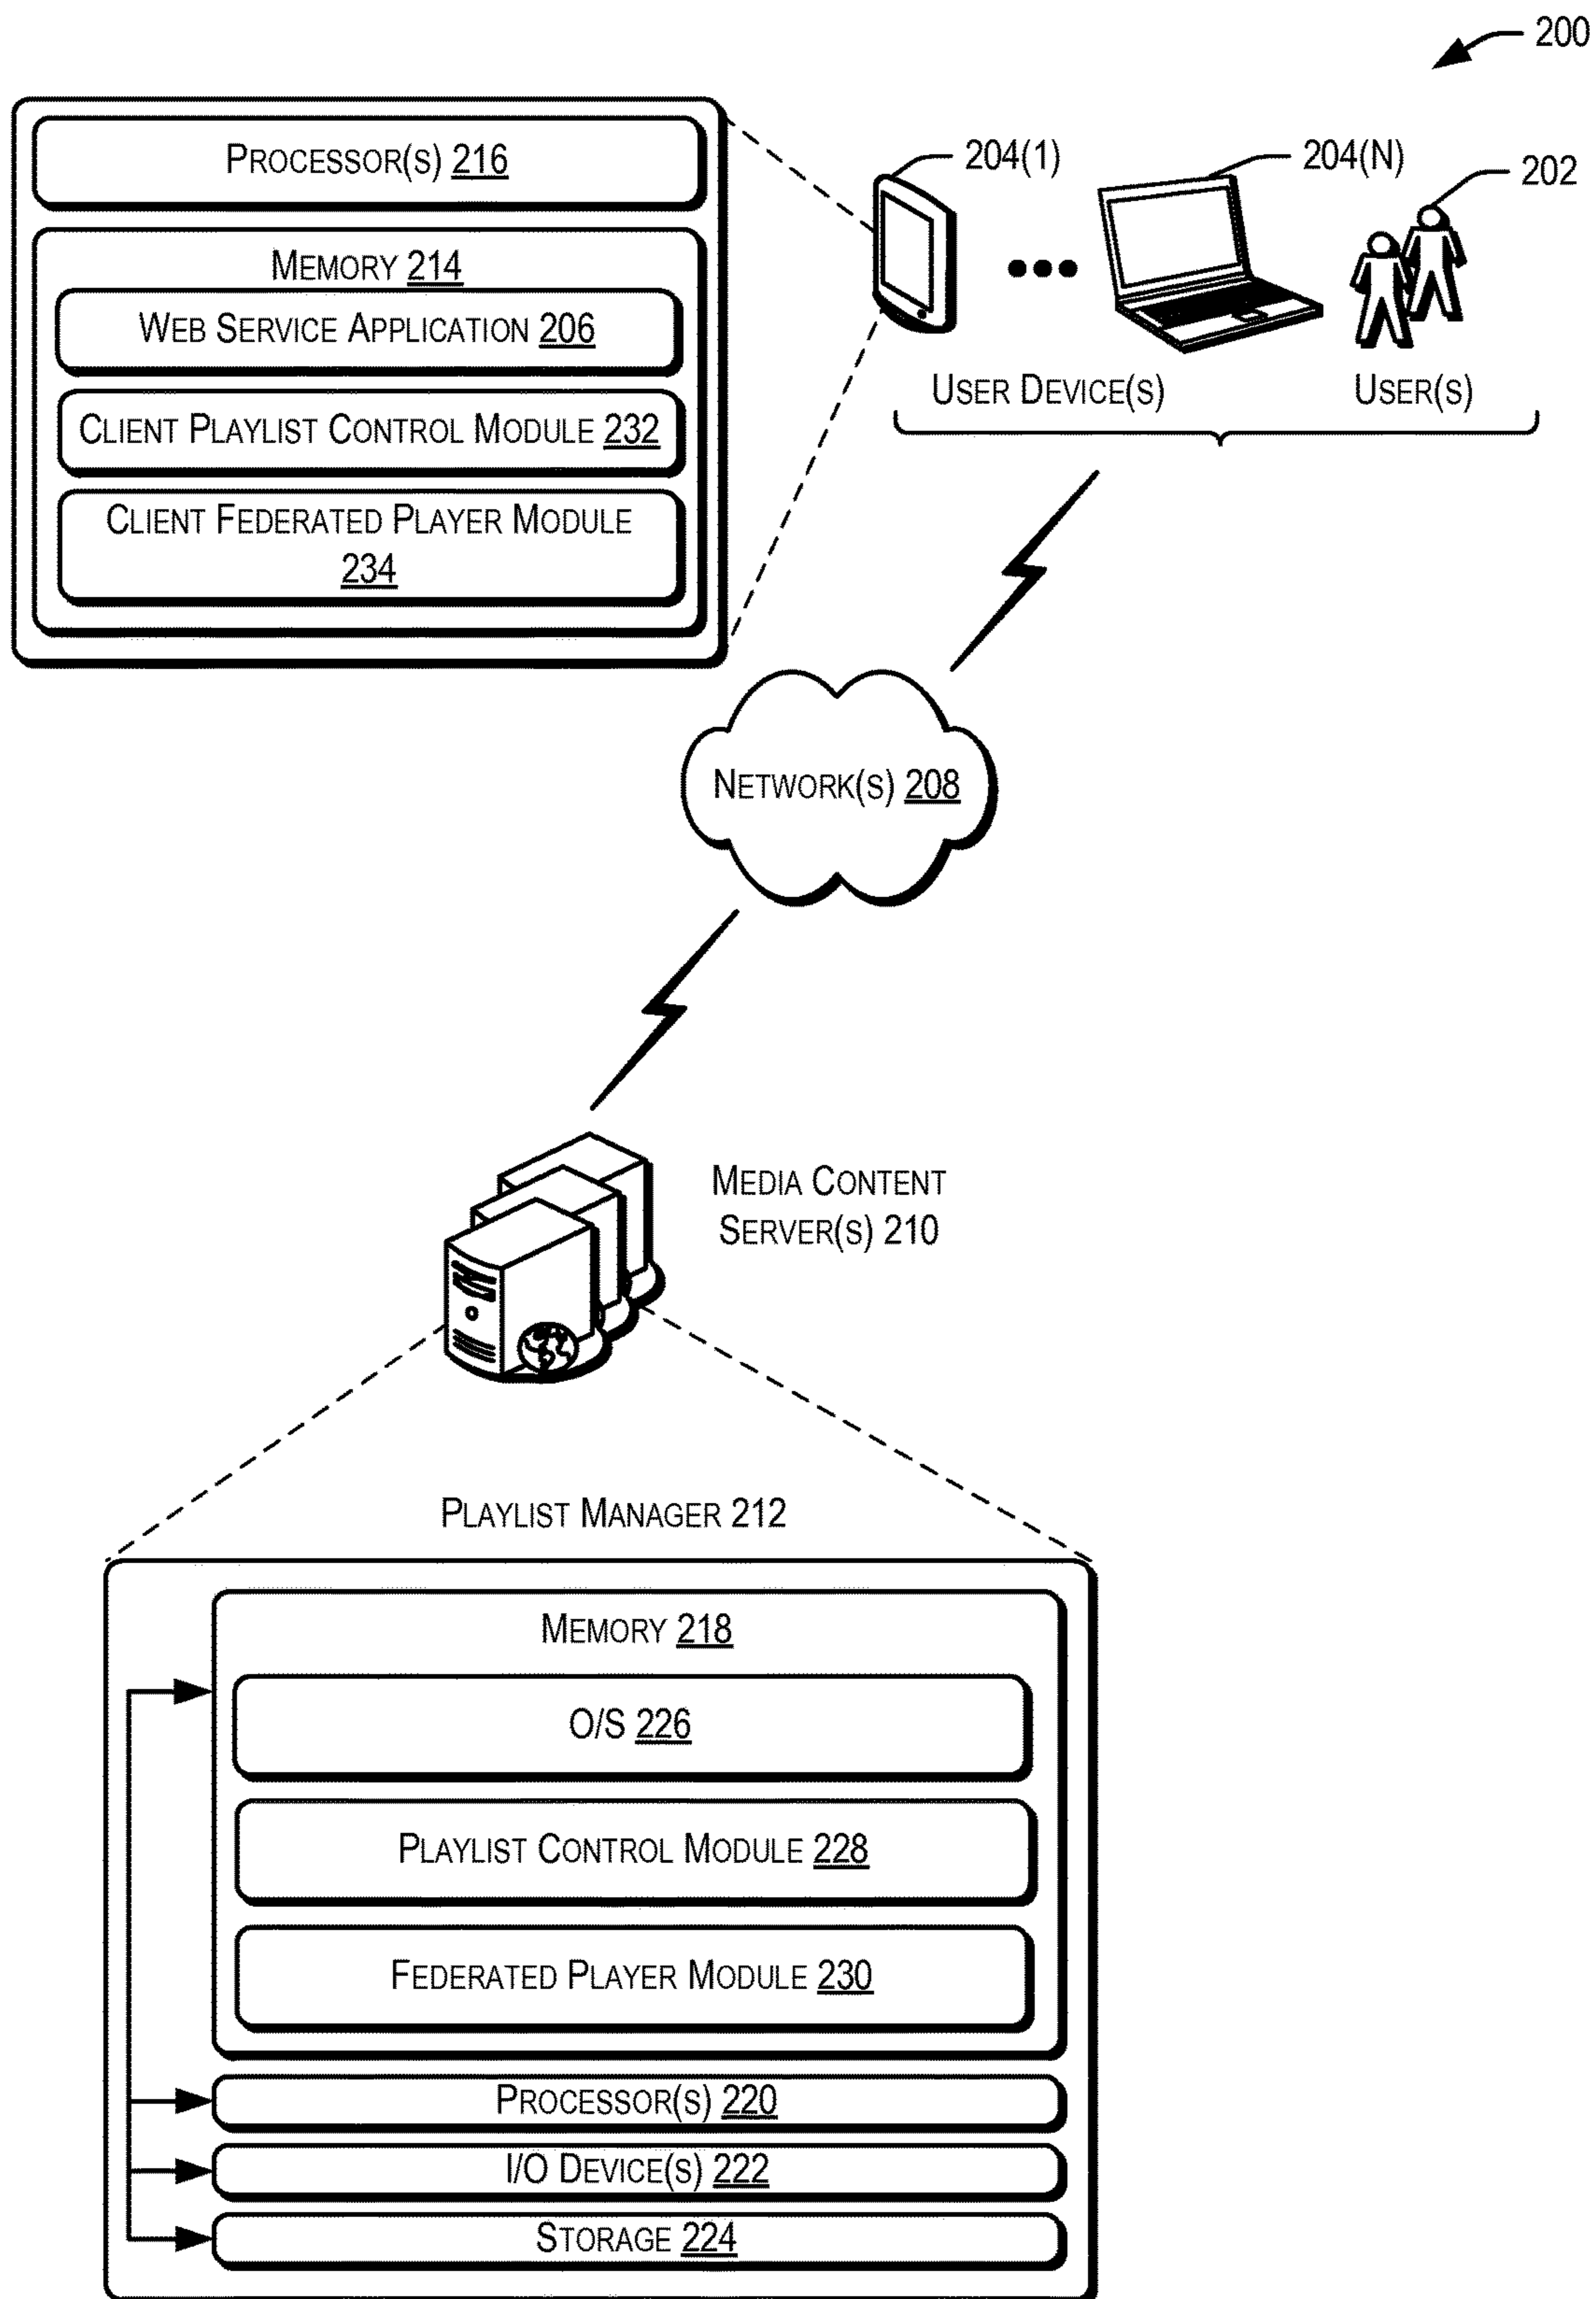 200
PROCESSOR(S) 216
204(1)
204(N)
202
MEMORY 214
WEB SERVICE APPLICATION 206
CLIENT PLAYLIST CONTROL MODULE 232
CLIENT FEDERATED PLAYER MODULE
234
USER DEVICE(S)
USER(S)
NETWORK(S) 208
MEDIA CONTENT
SERVER(S) 210
PLAYLIST MANAGER 212
MEMORY 218
O/S 226
PLAYLIST CONTROL MODULE 228
FEDERATED PLAYER MODULE 230
PROCESSOR(S) 220
I/O DEVICE(S) 222
STORAGE 224